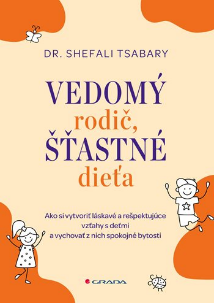 DR. SHEFALI TSABARY
VEDOMÝ
rodič,
ŠŤASTNÉ
dieťa
Ako si vytvoriť láskavé a rešpektujúce
vzťahy s deťmi
a vychovať z nich spokojné bytosti
GRADA